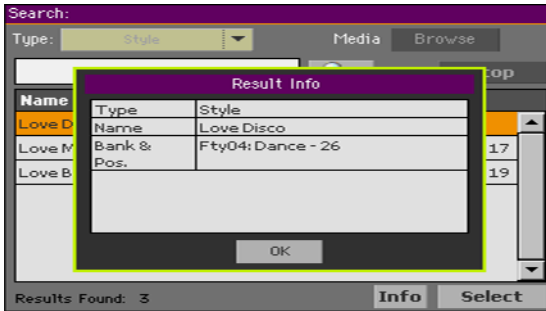 Search:
Type: Style Media Browse
Result Info
Name
Type Style
Love D
Name Love Disco
Love M
Bank & Fty04: Dance - 26
17
Pos.
Love B
19
OK
Results Found: 3 Info Select